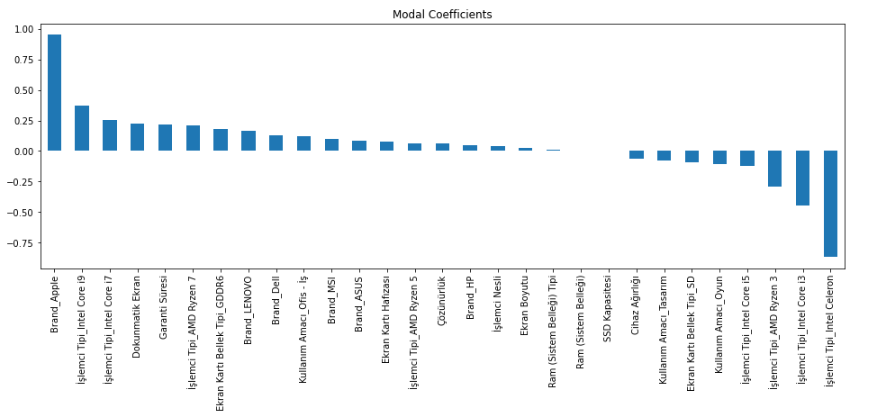 Modal Coefficients
1.00
0.75
0.50
0.25
0.00
−0.25
−0.50
−0.75
Brand_Apple
İşlemci Tipi_Intel Core i9
İşlemci Tipi_Intel Core i7
Dokunmatik Ekran
Garanti Süresi
İşlemci Tipi_AMD Ryzen 7
Ekran Kartı Bellek Tipi_GDDR6
Brand_LENOVO
Brand_Dell
Kullanım Amacı_Ofis - İş
Brand_MSI
Brand_ASUS
Ekran Kartı Hafızası
İşlemci Tipi_AMD Ryzen 5
Çözünürlük
Brand_HP
İşlemci Nesli
Ekran Boyutu
Ram (Sistem Belleği) Tipi
Ram (Sistem Belleği)
SSD Kapasitesi
Cihaz Ağırlığı
Kullanım Amacı_Tasarım
Ekran Kartı Bellek Tipi_SD
Kullanım Amacı_Oyun
İşlemci Tipi_Intel Core i5
İşlemci Tipi_AMD Ryzen 3
İşlemci Tipi_Intel Core i3
İşlemci Tipi_Intel Celeron